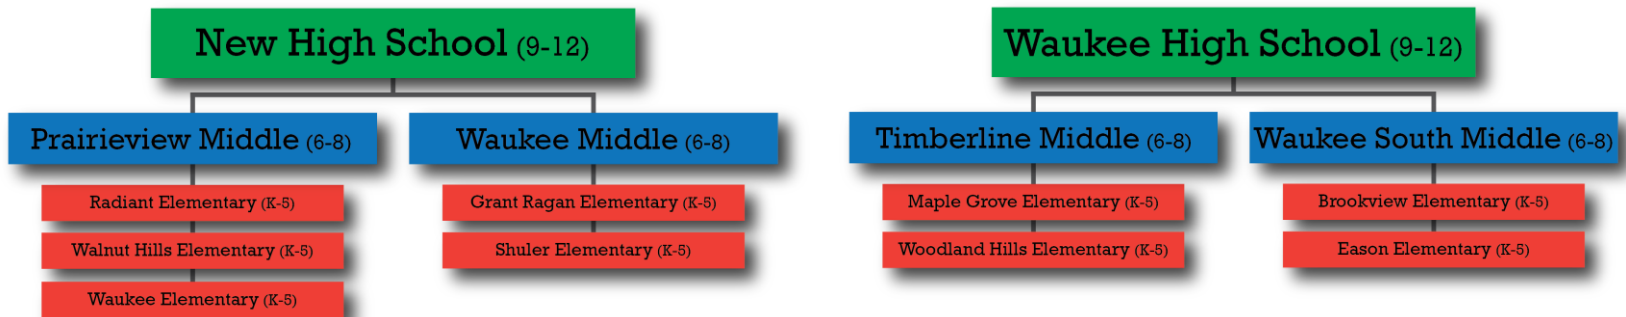 New High School (9-12)
Prairieview Middle (6-8)
Radiant Elementary (K-5)
Walnut Hills Elementary (K-5)
Waukee Elementary (K-5)
Waukee Middle (6-8)
Grant Ragan Elementary (K-5)
Shuler Elementary (K-5)
Waukee High School (9-12)
Timberline Middle (6-8)
Maple Grove Elementary (K-5)
Woodland Hills Elementary (K-5)
Waukee South Middle (6-8)
Brookview Elementary (K-5)
Eason Elementary (K-5)